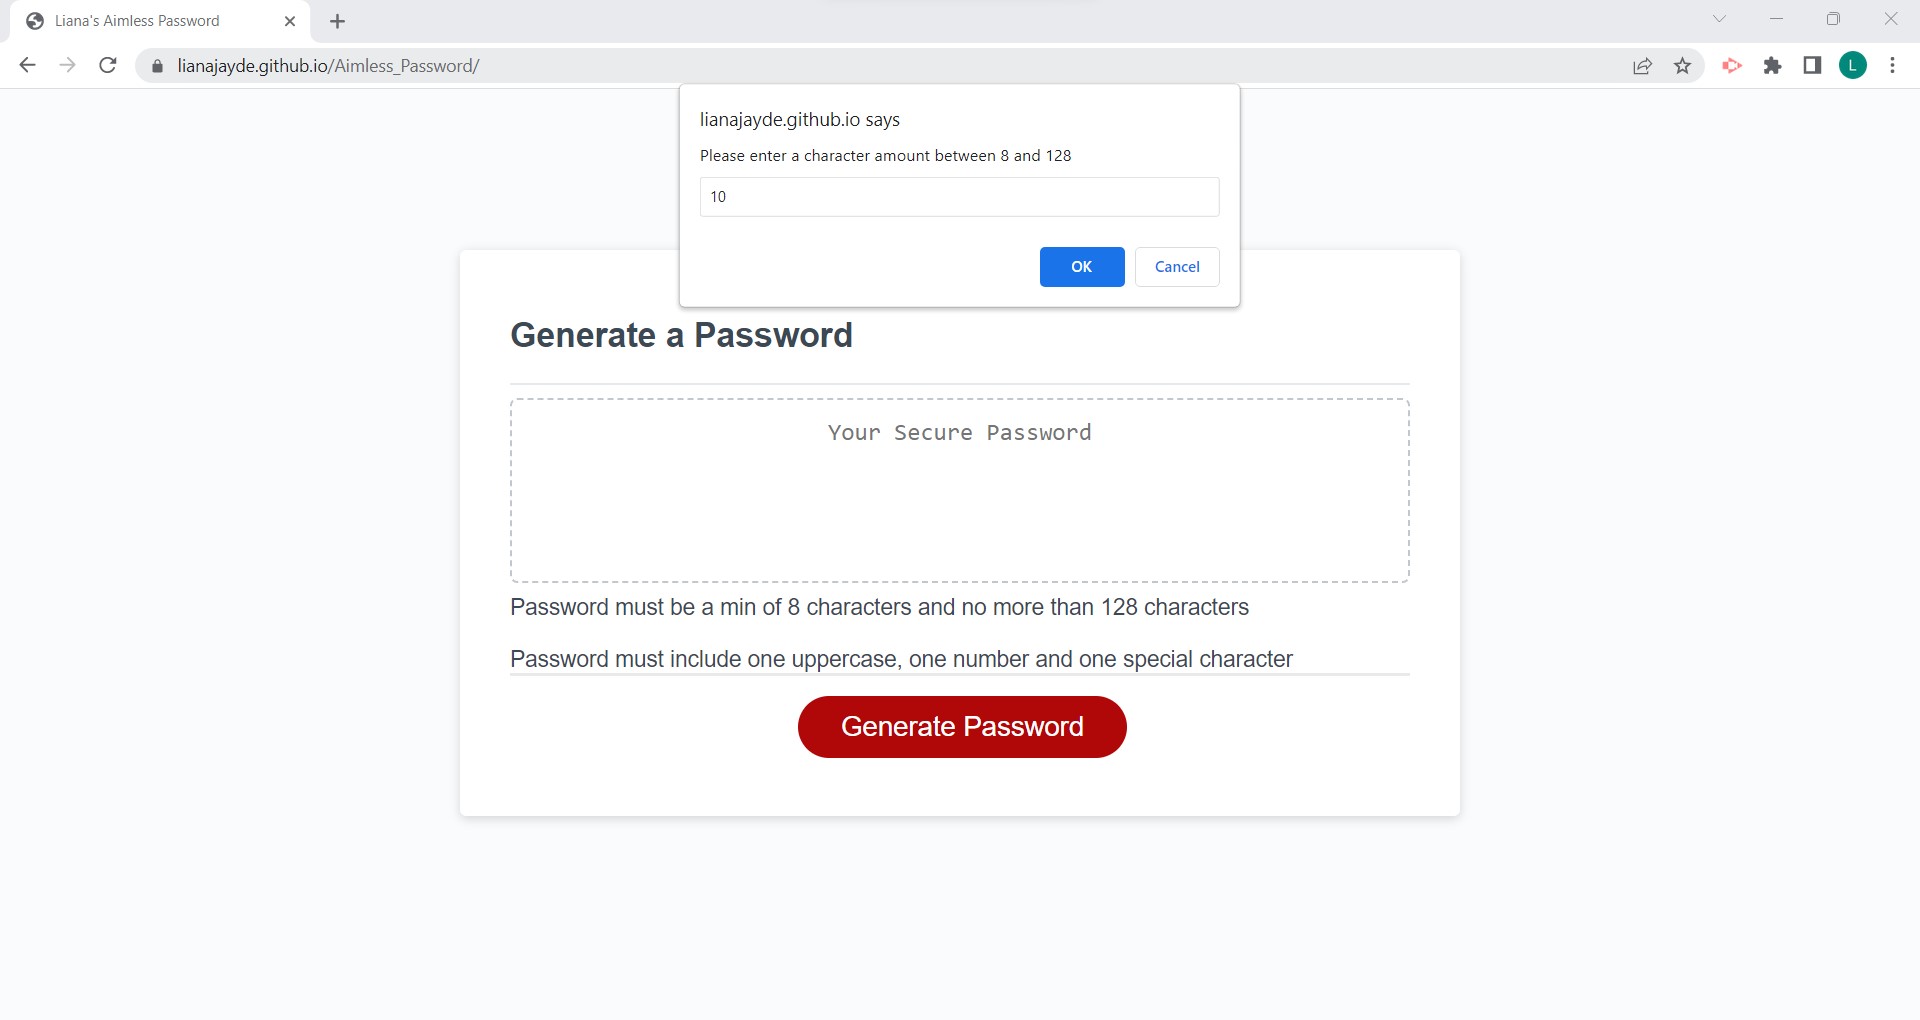 Liana's Aimless Password
lianajayde.github.io/Aimless_Password/
L
lianajayde.github.io says
Please enter a character amount between 8 and 128
10
OK Cancel
Generate a Password
Your Secure Password
Password must be a min of 8 characters and no more than 128 characters
Password must include one uppercase, one number and one special character
Generate Password